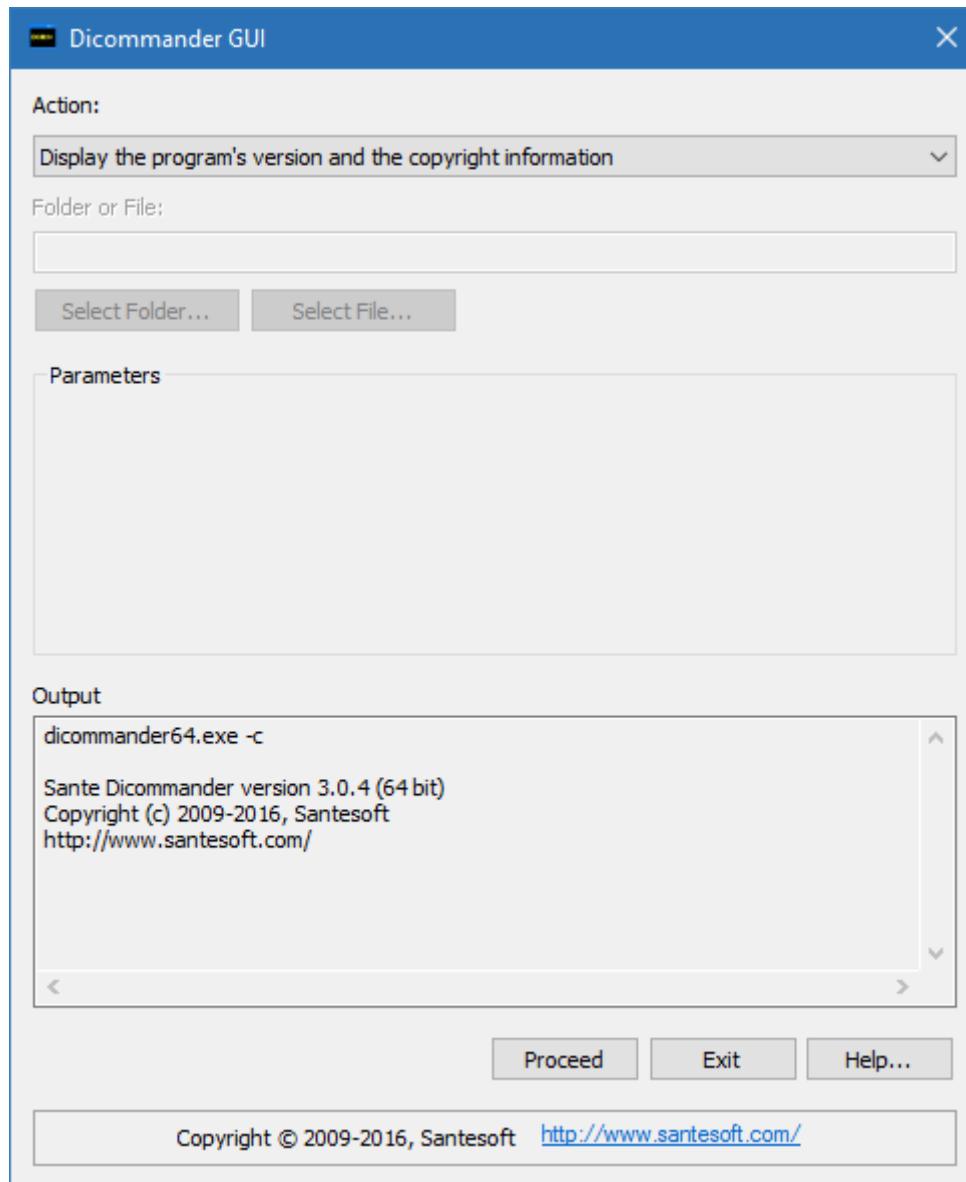 Dicommander GUI
Action:
Display the program's version and the copyright information
Folder or File:
Select Folder... Select File...
Parameters
Output
dicommander64.exe -c
Sante Dicommander version 3.0.4 (64 bit)
Copyright (c) 2009-2016, Santesoft
http://www.santesoft.com/
Proceed Exit Help...
Copyright © 2009-2016, Santesoft http://www.santesoft.com/